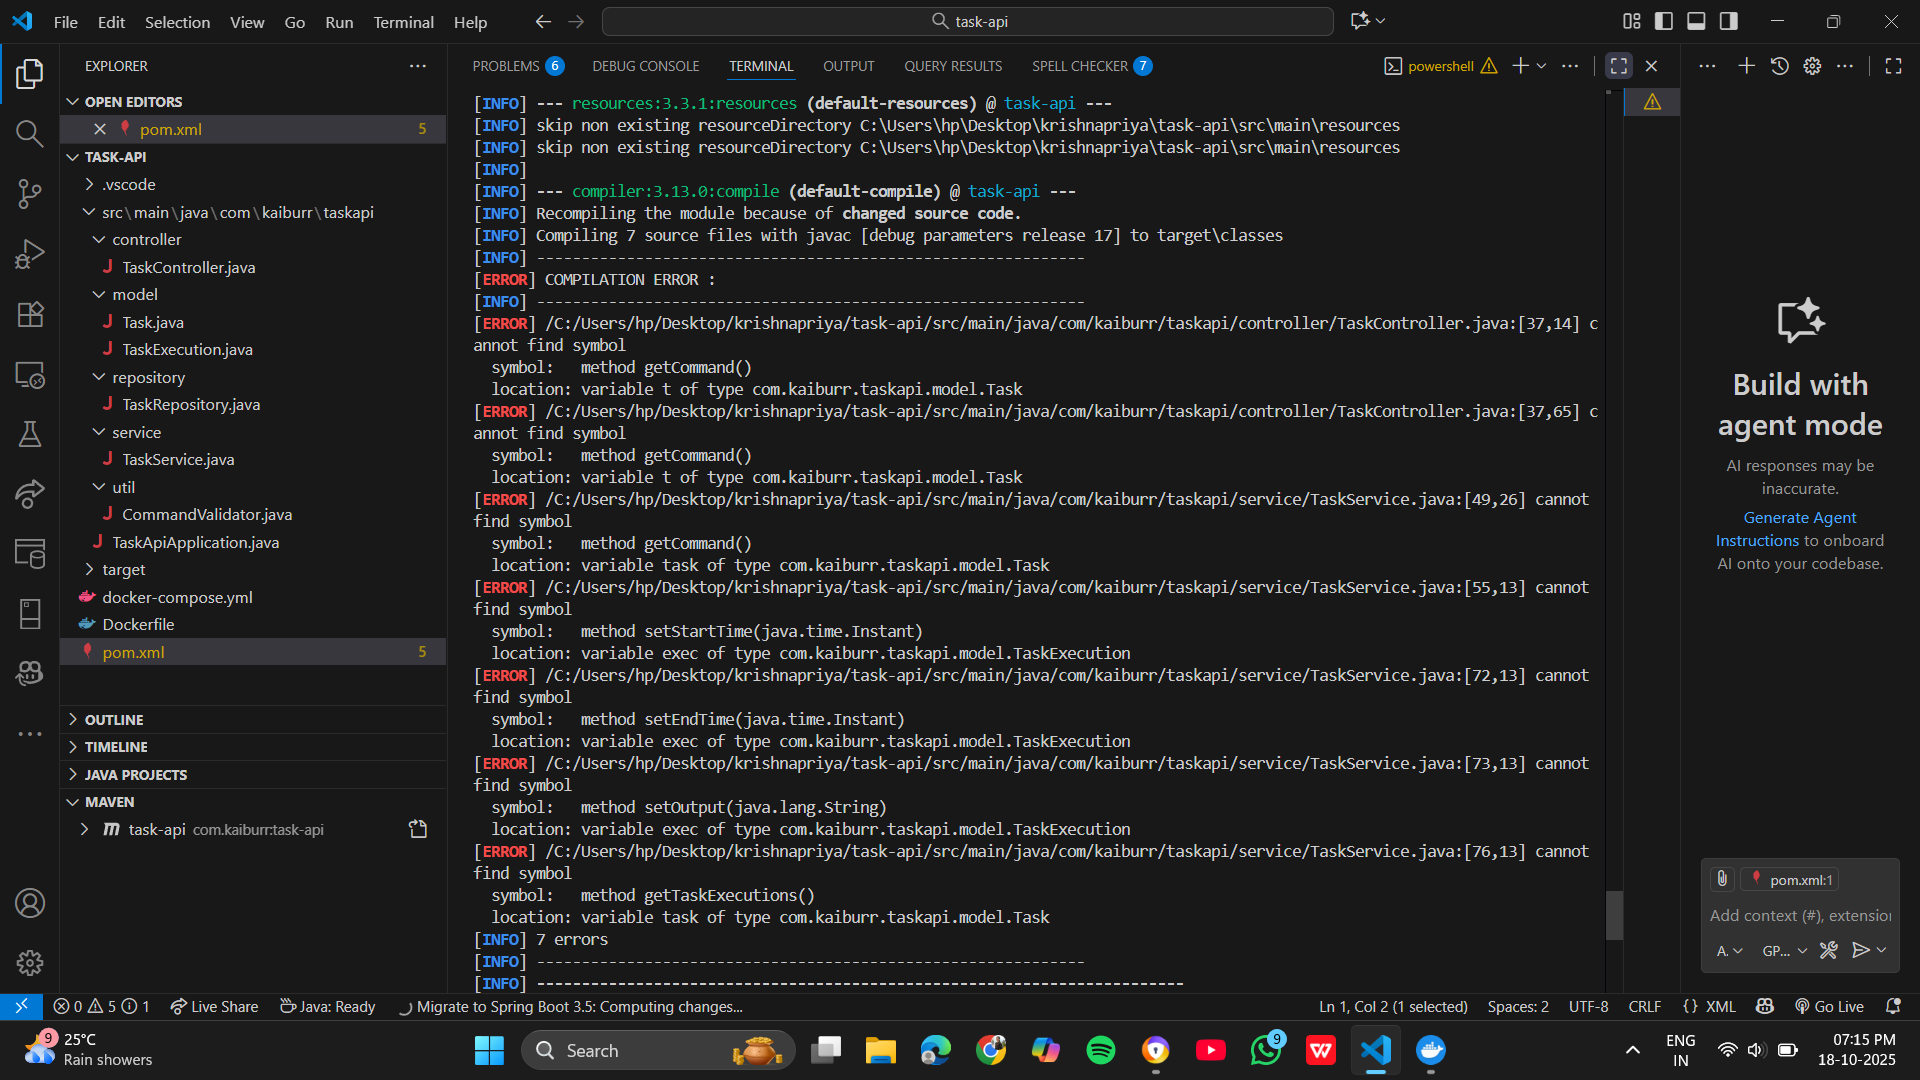 File Edit Selection View Go Run Terminal Help
task-api
EXPLORER
OPEN EDITORS
pom.xml 5
TASK-API
.vscode
src\main\java\com\kaiburr\taskapi
controller
TaskController.java
model
Task.java
TaskExecution.java
repository
TaskRepository.java
service
TaskService.java
util
CommandValidator.java
TaskApiApplication.java
target
docker-compose.yml
Dockerfile
pom.xml 5
OUTLINE
TIMELINE
JAVA PROJECTS
MAVEN
task-api com.kaiburr:task-api
PROBLEMS 6 DEBUG CONSOLE TERMINAL OUTPUT QUERY RESULTS SPELL CHECKER 7
powershell
[INFO] --- resources:3.3.1:resources (default-resources) @ task-api ---
[INFO] skip non existing resourceDirectory C:\Users\hp\Desktop\krishnapriya\task-api\src\main\resources
[INFO] skip non existing resourceDirectory C:\Users\hp\Desktop\krishnapriya\task-api\src\main\resources
[INFO]
[INFO] --- compiler:3.13.0:compile (default-compile) @ task-api ---
[INFO] Recompiling the module because of changed source code.
[INFO] Compiling 7 source files with javac [debug parameters release 17] to target\classes
[INFO] -------------------------------------------------------------
[ERROR] COMPILATION ERROR :
[INFO] -------------------------------------------------------------
[ERROR] /C:/Users/hp/Desktop/krishnapriya/task-api/src/main/java/com/kaiburr/taskapi/controller/TaskController.java:[37,14] c
annot find symbol
symbol: method getCommand()
location: variable t of type com.kaiburr.taskapi.model.Task
[ERROR] /C:/Users/hp/Desktop/krishnapriya/task-api/src/main/java/com/kaiburr/taskapi/controller/TaskController.java:[37,65] c
annot find symbol
symbol: method getCommand()
location: variable t of type com.kaiburr.taskapi.model.Task
[ERROR] /C:/Users/hp/Desktop/krishnapriya/task-api/src/main/java/com/kaiburr/taskapi/service/TaskService.java:[49,26] cannot
find symbol
symbol: method getCommand()
location: variable task of type com.kaiburr.taskapi.model.Task
[ERROR] /C:/Users/hp/Desktop/krishnapriya/task-api/src/main/java/com/kaiburr/taskapi/service/TaskService.java:[55,13] cannot
find symbol
symbol: method setStartTime(java.time.Instant)
location: variable exec of type com.kaiburr.taskapi.model.TaskExecution
[ERROR] /C:/Users/hp/Desktop/krishnapriya/task-api/src/main/java/com/kaiburr/taskapi/service/TaskService.java:[72,13] cannot
find symbol
symbol: method setEndTime(java.time.Instant)
location: variable exec of type com.kaiburr.taskapi.model.TaskExecution
[ERROR] /C:/Users/hp/Desktop/krishnapriya/task-api/src/main/java/com/kaiburr/taskapi/service/TaskService.java:[73,13] cannot
find symbol
symbol: method setOutput(java.lang.String)
location: variable exec of type com.kaiburr.taskapi.model.TaskExecution
[ERROR] /C:/Users/hp/Desktop/krishnapriya/task-api/src/main/java/com/kaiburr/taskapi/service/TaskService.java:[76,13] cannot
find symbol
symbol: method getTaskExecutions()
location: variable task of type com.kaiburr.taskapi.model.Task
[INFO] 7 errors
[INFO] -------------------------------------------------------------
[INFO] ------------------------------------------------------------------------
Build with
agent mode
AI responses may be
inaccurate.
Generate Agent
Instructions to onboard
AI onto your codebase.
pom.xml:1
Add context (#), extension
A. GP...
0 5 1 Live Share Java: Ready Migrate to Spring Boot 3.5: Computing changes...
Ln 1, Col 2 (1 selected) Spaces: 2 UTF-8 CRLF {} XML Go Live
9
25°C
Rain showers
Search
9
ENG
IN
07:15 PM
18-10-2025